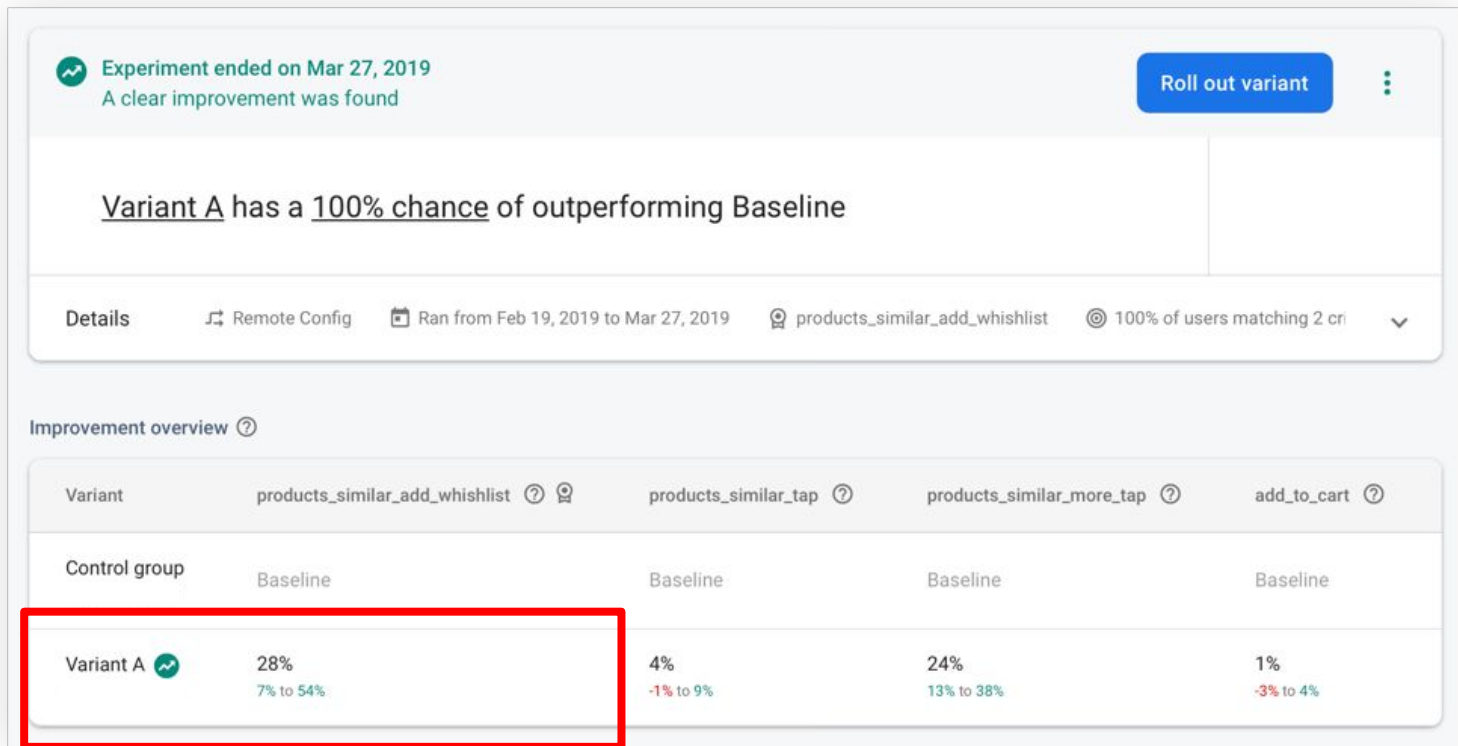 Experiment ended on Mar 27, 2019
A clear improvement was found
Roll out variant
Variant A has a 100% chance of outperforming Baseline
Details
Remote Config
Ran from Feb 19, 2019 to Mar 27, 2019
products_similar_add_whishlist
100% of users matching 2 cri
Improvement overview
Variant products_similar_add_whishlist products_similar_tap products_similar_more_tap add_to_cart
Control group Baseline Baseline Baseline Baseline
Variant A 28% 4% 24% 1%
7% to 54% -1% to 9% 13% to 38% -3% to 4%